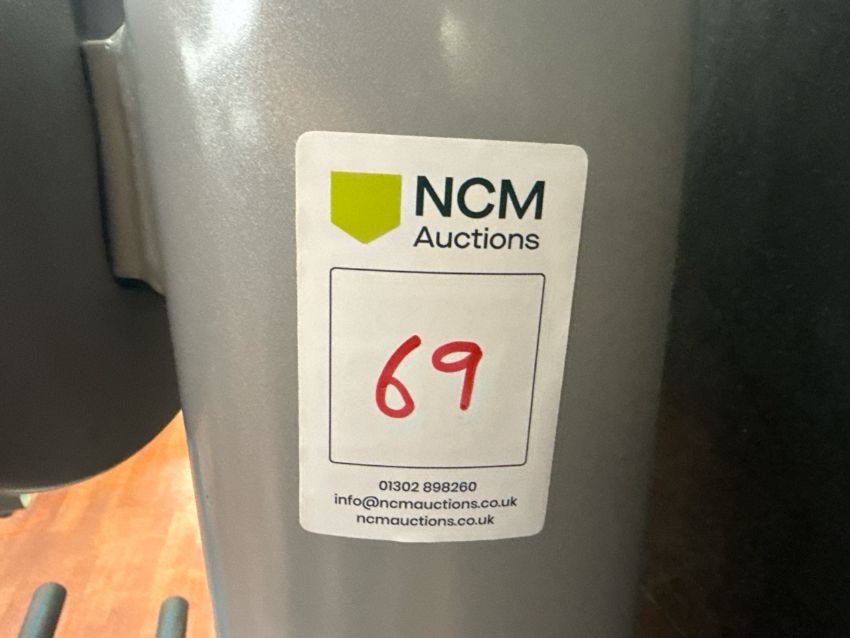 NCM
Auctions
69
01302 898260
info@ncmauctions.co.uk
ncmauctions.co.uk